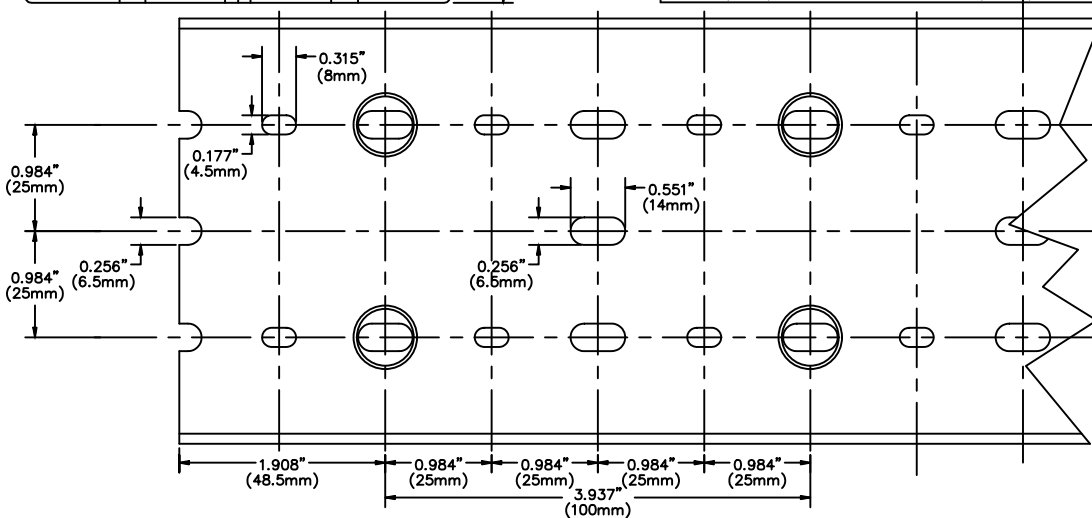 0.315"
(8mm)
0.177"
(4.5mm)
0.984"
(25mm)
0.551"
(14mm)
0.256"
(6.5mm)
0.256"
(6.5mm)
0.984"
(25mm)
1.908"
(48.5mm)
0.984"
(25mm)
0.984"
(25mm)
0.984"
(25mm)
0.984"
(25mm)
3.937"
(100mm)